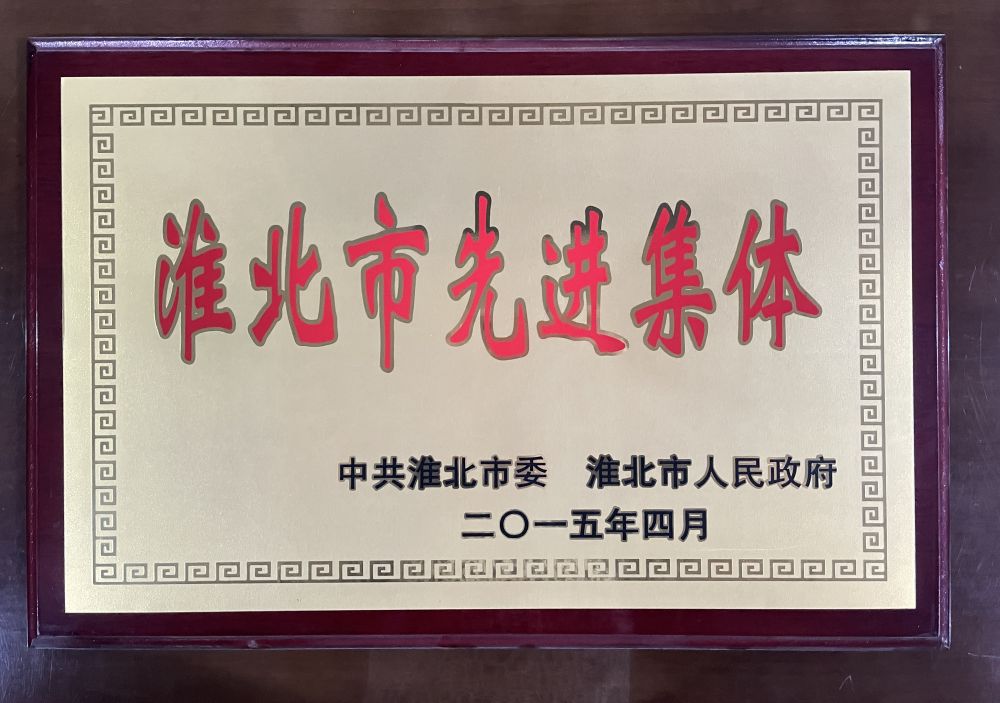 淮北市先进集体
中共淮北市委 淮北市人民政府
二〇一五年四月